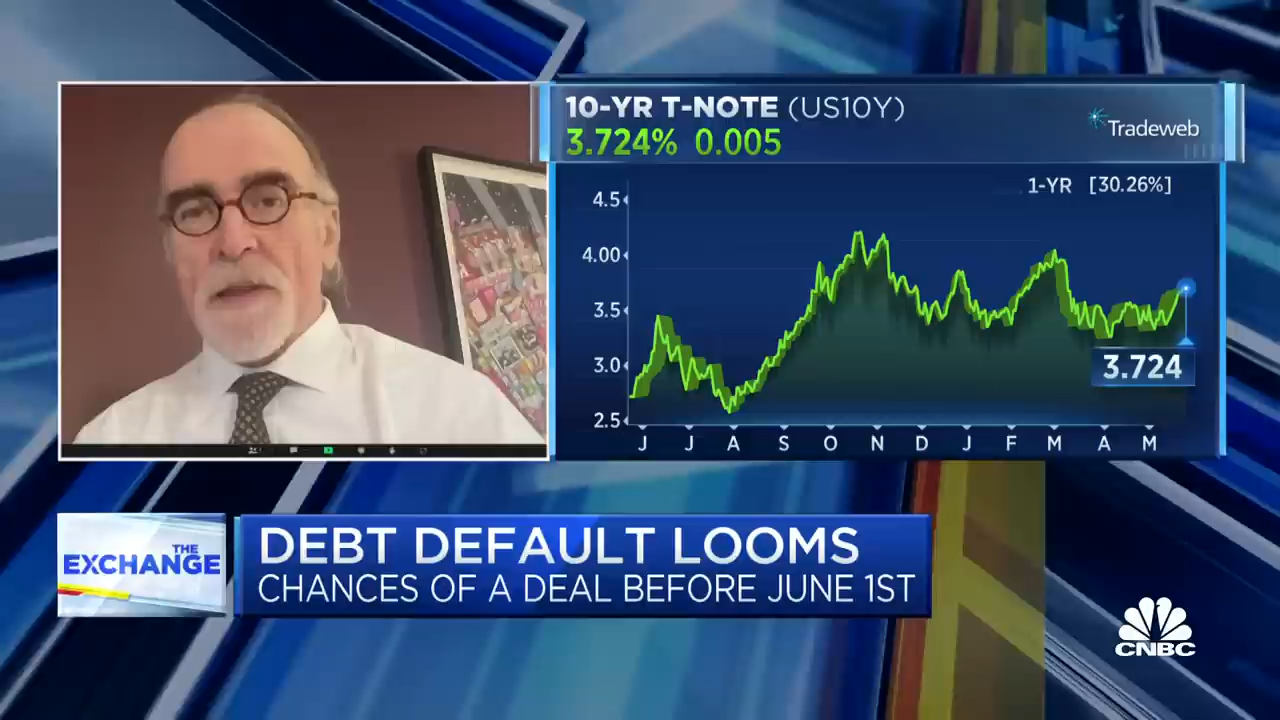 10-YR T-NOTE (US10Y)
3.724% 0.005
Tradeweb
1-YR [30.26%]
4.5
4.00
3.5
3.0
2.5
3.724
J J A S O N D J F M A M
THE
EXCHANGE
DEBT DEFAULT LOOMS
CHANCES OF A DEAL BEFORE JUNE 1ST
CNBC